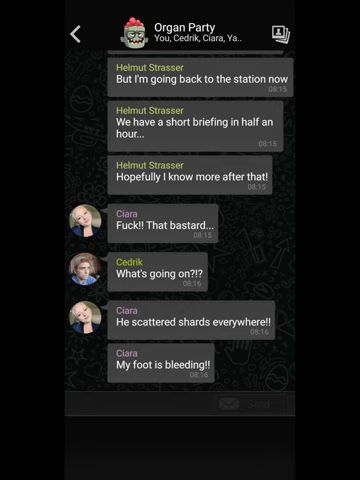 Organ Party
You, Cedrik, Ciara, Ya..
Helmut Strasser
But I'm going back to the station now
08:15
Helmut Strasser
We have a short briefing in half an
hour...
08:15
Helmut Strasser
Hopefully I know more after that!
08:15
Ciara
Fuck!! That bastard...
08:15
Cedrik
What's going on?!?
08:16
Ciara
He scattered shards everywhere!!
08:16
Ciara
My foot is bleeding!!
08:16
Send